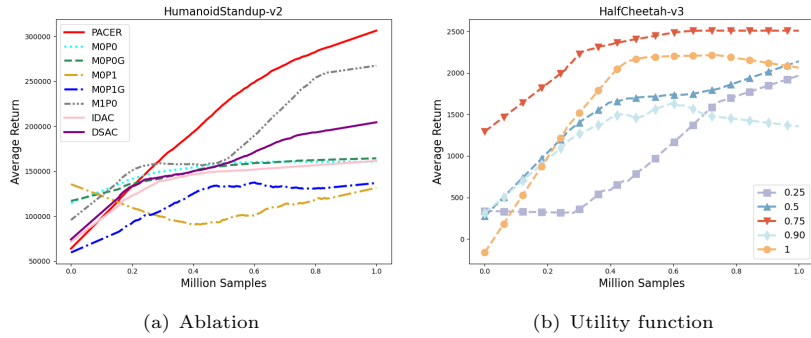 HumanoidStandup-v2
300000
250000
200000
150000
100000
50000
Average Return
PACER
M0P0
M0P0G
M0P1
M0P1G
M1P0
IDAC
DSAC
0.0
0.2
0.4
0.6
0.8
1.0
Million Samples
(a) Ablation
HalfCheetah-v3
2500
2000
1500
1000
500
0
Average Return
0.25
0.5
0.75
0.90
1
0.0
0.2
0.4
0.6
0.8
1.0
Million Samples
(b) Utility function